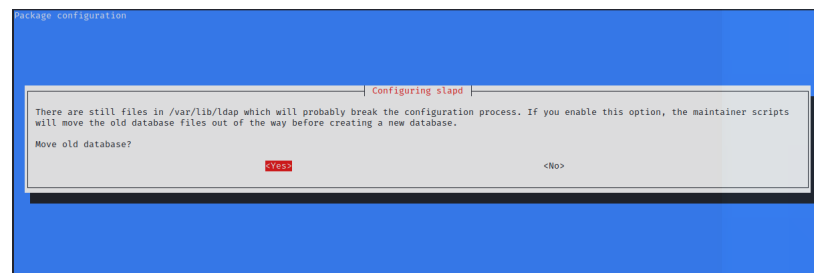 Package configuration
Configuring slapd
There are still files in /var/lib/ldap which will probably break the configuration process. If you enable this option, the maintainer scripts
will move the old database files out of the way before creating a new database.
Move old database?
<Yes> <No>